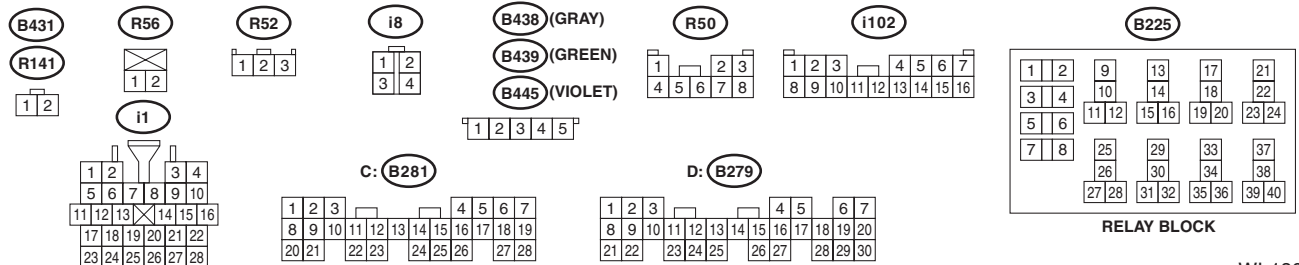 B431
R141
1 2
R56
1 2
R52
1 2 3
i8
1 2
3 4
B438 (GRAY)
B439 (GREEN)
B445 (VIOLET)
1 2 3 4 5
R50
1 2 3
4 5 6 7 8
i102
1 2 3 4 5 6 7
8 9 10 11 12 13 14 15 16
B225
1 2 9 13 17 21
3 4 10 14 18 22
5 6 11 12 15 16 19 20 23 24
7 8 25 29 33 37
26 30 34 38
27 28 31 32 35 36 39 40
RELAY BLOCK
i1
1 2 3 4
5 6 7 8 9 10
11 12 13 14 15 16
17 18 19 20 21 22
23 24 25 26 27 28
C: B281
1 2 3 4 5 6 7
8 9 10 11 12 13 14 15 16 17 18 19
20 21 22 23 24 25 26 27 28
D: B279
1 2 3 4 5 6 7
8 9 10 11 12 13 14 15 16 17 18 19 20
21 22 23 24 25 26 27 28 29 30